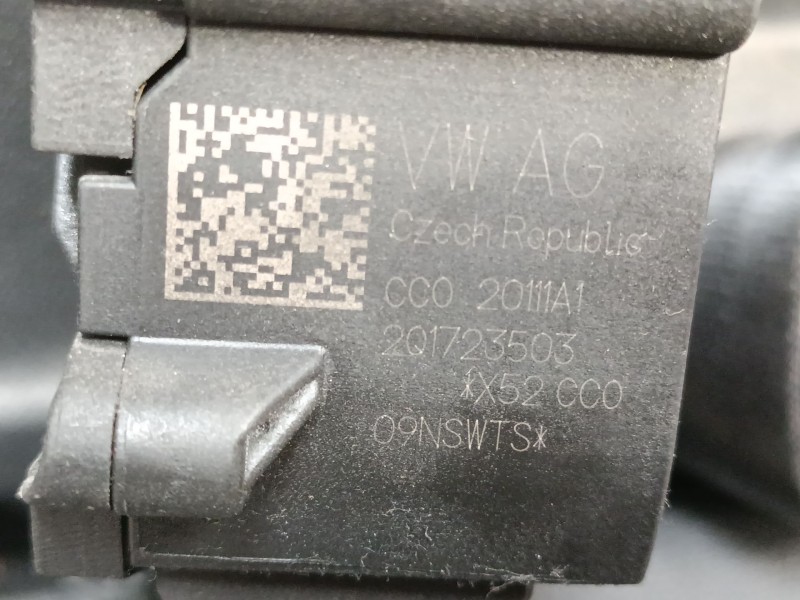 VW AG
Czech Republic
CC0 20111A1
2Q1723503
*X52 CC0
09NSWTS*